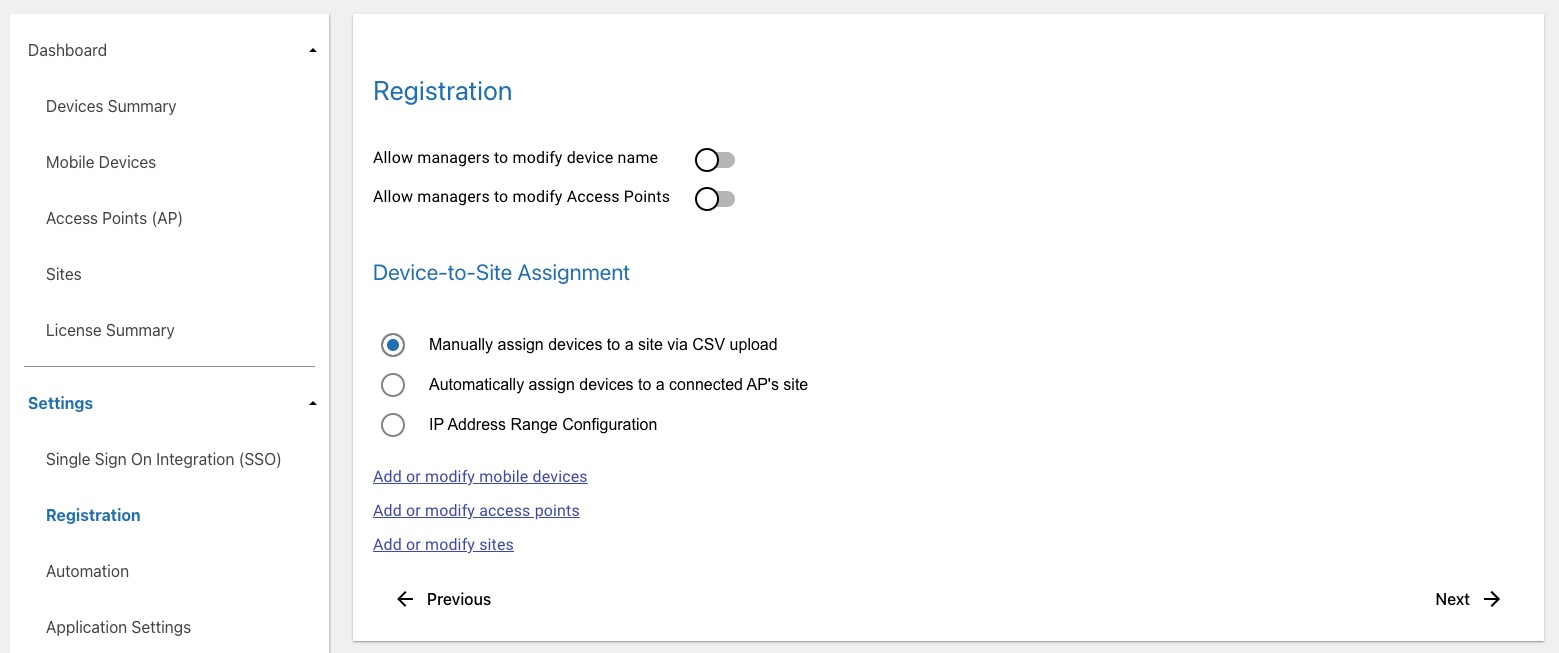 Dashboard
Devices Summary
Mobile Devices
Access Points (AP)
Sites
License Summary
Settings
Single Sign On Integration (SSO)
Registration
Automation
Application Settings
Registration
Allow managers to modify device name
Allow managers to modify Access Points
Device-to-Site Assignment
Manually assign devices to a site via CSV upload
Automatically assign devices to a connected AP's site
IP Address Range Configuration
Add or modify mobile devices
Add or modify access points
Add or modify sites
Previous
Next